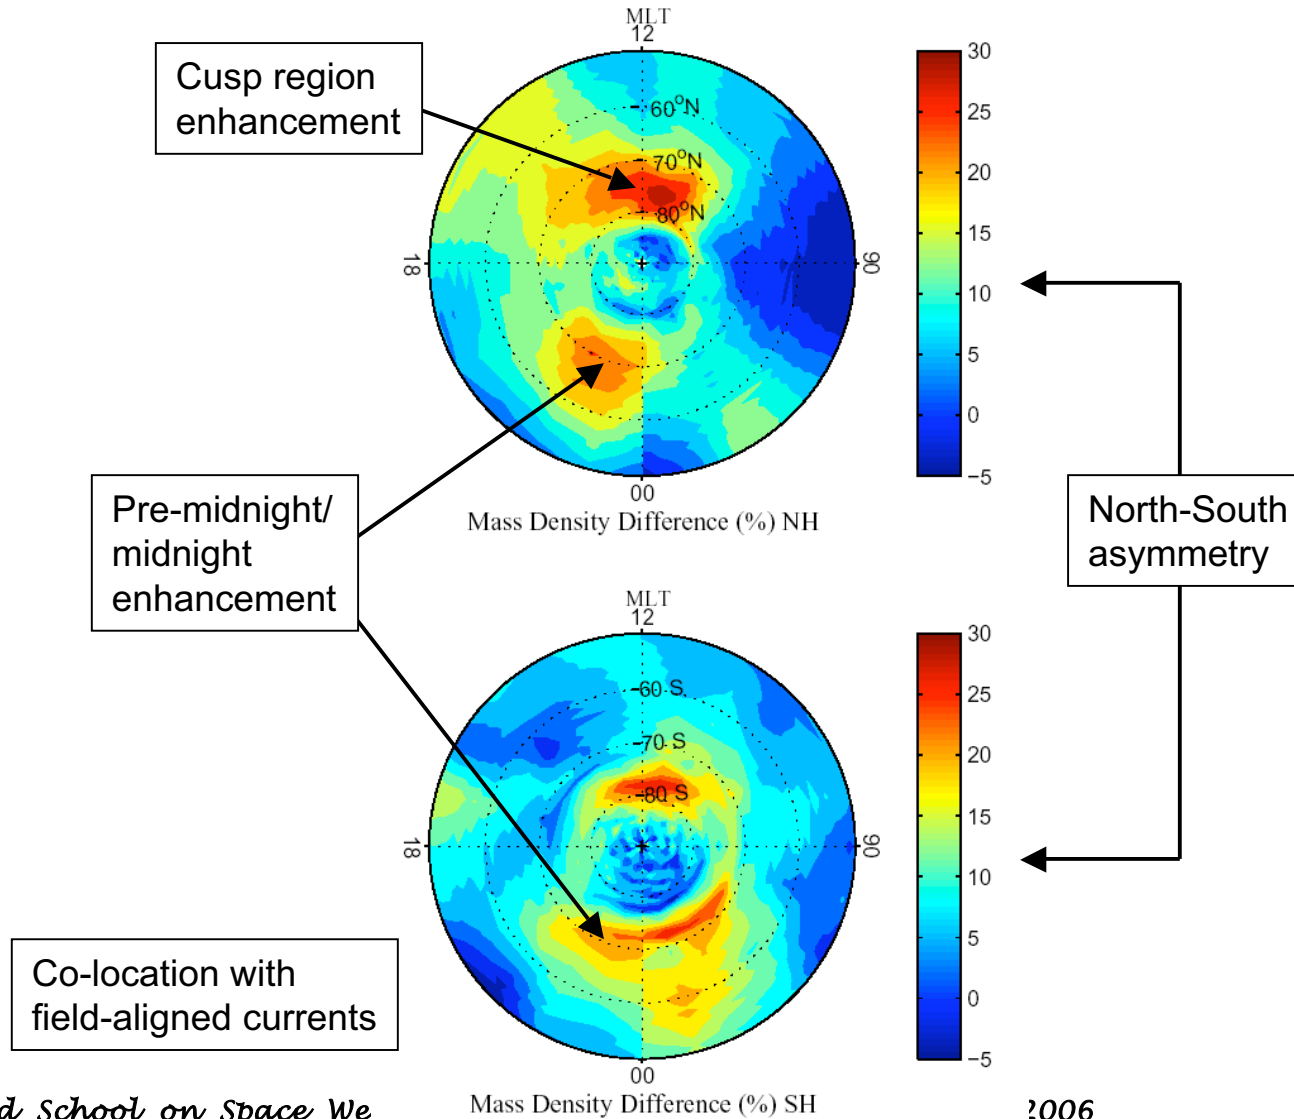 MLT
12
Cusp region
enhancement
60°N
70°N
80°N
18
06
00
Mass Density Difference (%) NH
30
25
20
15
10
5
0
−5
Pre-midnight/
midnight
enhancement
North-South
asymmetry
MLT
12
60 S
70 S
80 S
18
06
00
Mass Density Difference (%) SH
30
25
20
15
10
5
0
−5
Co-location with
field-aligned currents
School on Space We
2006